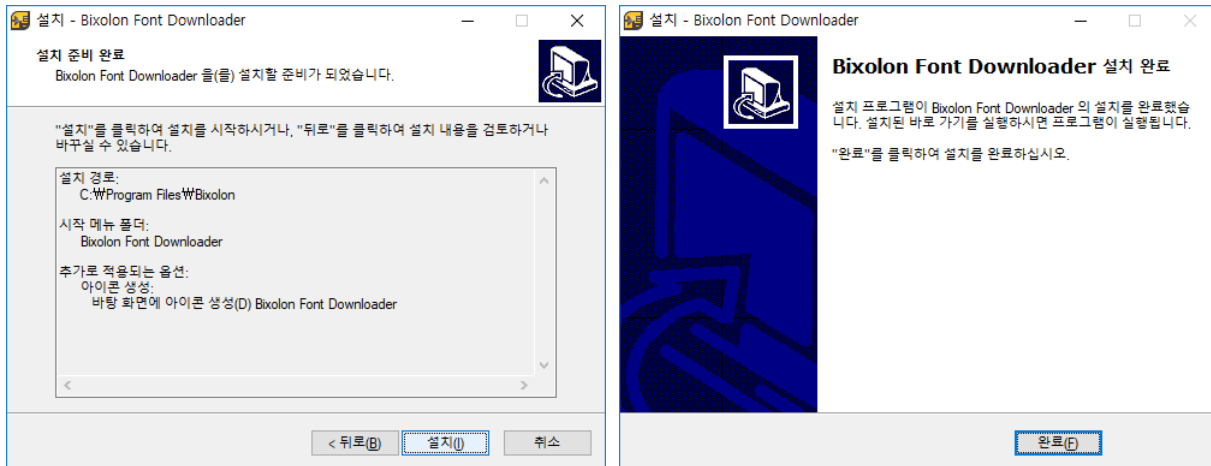 설치 - Bixolon Font Downloader
설치 준비 완료
Bixolon Font Downloader 을(를) 설치할 준비가 되었습니다.
"설치"를 클릭하여 설치를 시작하시거나, "뒤로"를 클릭하여 설치 내용을 검토하거나
바꾸실 수 있습니다.
설치 경로:
C:₩Program Files₩Bixolon
시작 메뉴 폴더:
Bixolon Font Downloader
추가로 적용되는 옵션:
아이콘 생성:
바탕 화면에 아이콘 생성(D) Bixolon Font Downloader
< 뒤로(B)
설치(I)
취소
설치 - Bixolon Font Downloader
Bixolon Font Downloader 설치 완료
설치 프로그램이 Bixolon Font Downloader 의 설치를 완료했습
니다. 설치된 바로 가기를 실행하시면 프로그램이 실행됩니다.
"완료"를 클릭하여 설치를 완료하십시오.
완료(F)